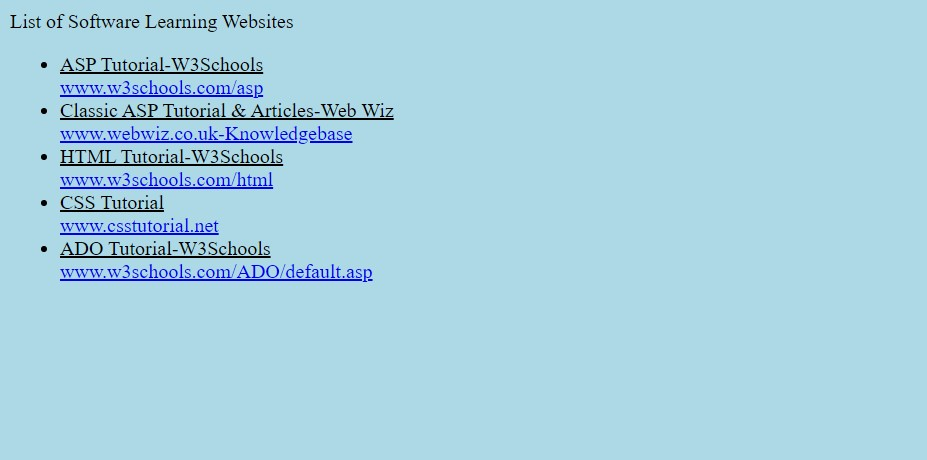 List of Software Learning Websites
• ASP Tutorial-W3Schools
www.w3schools.com/asp
• Classic ASP Tutorial & Articles-Web Wiz
www.webwiz.co.uk-Knowledgebase
• HTML Tutorial-W3Schools
www.w3schools.com/html
• CSS Tutorial
www.csstutorial.net
• ADO Tutorial-W3Schools
www.w3schools.com/ADO/default.asp